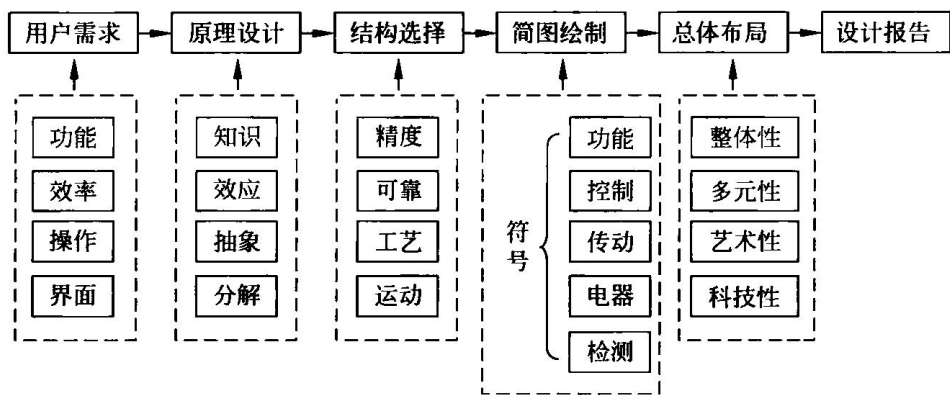 用户需求 原理设计 结构选择 简图绘制 总体布局 设计报告
功能 知识 精度 功能 整体性
效率 效应 可靠 控制 多元性
操作 抽象 工艺 符号 传动 艺术性
界面 分解 运动 电器 科技性
检测